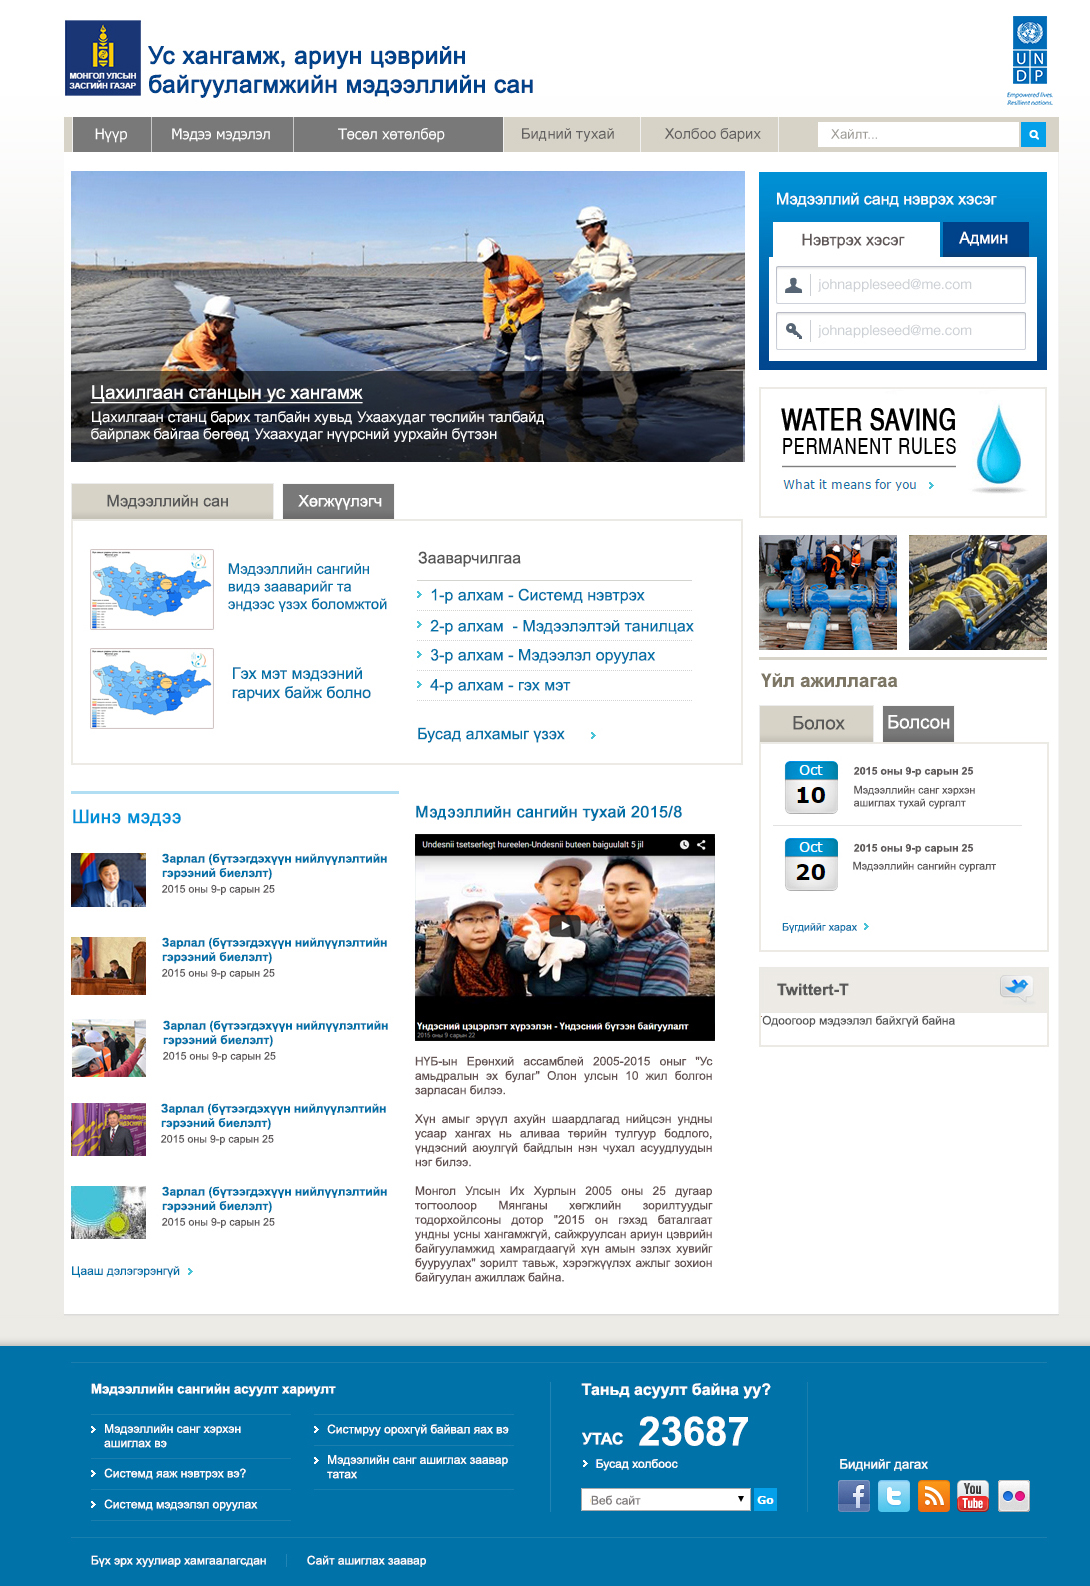 МОНГОЛ УЛСЫН
ЗАСГИЙН ГАЗАР
Ус хангамж, ариун цэврийн
байгуулагмжийн мэдээллийн сан
UN
DP
Empowered lives.
Resilient nations.
Нүүр
Мэдээ мэдэлэл
Төсөл хөтөлбөр
Бидний тухай
Холбоо барих
Хайлт...
Цахилгаан станцын ус хангамж
Цахилгаан станц барих талбайн хувьд Ухаахудаг төслийн талбайд
байрлаж байгаа бөгөөд Ухаахудаг нүүрсний уурхайн бүтээн
Мэдээллий санд нэврэх хэсэг
Нэвтрэх хэсэг
Админ
johnappleseed@me.com
johnappleseed@me.com
WATER SAVING
PERMANENT RULES
What it means for you
Мэдээллийн сан
Хөгжүүлэгч
Мэдээллийн сангийн
видэ зааварийг та
эндээс үзэх боломжтой
Гэх мэт мэдээний
гарчих байж болно
Зааварчилгаа
1-р алхам - Системд нэвтрэх
2-р алхам - Мэдээлэлтэй танилцах
3-р алхам - Мэдээлэл оруулах
4-р алхам - гэх мэт
Бусад алхамыг үзэх
Үйл ажиллагаа
Болох
Болсон
Oct
10
2015 оны 9-р сарын 25
Мэдээллийн санг хэрхэн
ашиглах тухай сургалт
Oct
20
2015 оны 9-р сарын 25
Мэдээллийн сангийн сургалт
Бүгдиййг харах
Twittert-T
Одоогоор мэдээлэл байхгүй байна
Шинэ мэдээ
Зарлал (бүтээгдэхүүн нийлүүлэлтийн
гэрээний биелэлт)
2015 оны 9-р сарын 25
Зарлал (бүтээгдэхүүн нийлүүлэлтийн
гэрээний биелэлт)
2015 оны 9-р сарын 25
Зарлал (бүтээгдэхүүн нийлүүлэлтийн
гэрээний биелэлт)
2015 оны 9-р сарын 25
Зарлал (бүтээгдэхүүн нийлүүлэлтийн
гэрээний биелэлт)
2015 оны 9-р сарын 25
Зарлал (бүтээгдэхүүн нийлүүлэлтийн
гэрээний биелэлт)
2015 оны 9-р сарын 25
Цааш дэлэгэрэнгүй
Мэдээллийн сангийн тухай 2015/8
Undesnii tsetserlegt hureelen-Undesnii buteen baiguulalt 5 jil
Үндэсний цэцэрлэгт хүрээлэн - Үндэсний бүтээн байгуулалт
2015 оны 9 сарын 22
НҮБ-ын Ерөнхий ассамблей 2005-2015 оныг "Ус
амьдралын эх булаг" Олон улсын 10 жил болгон
зарласан билээ.
Хүн амыг эрүүл ахуйн шаардлагад нийцсэн ундны
усаар хангах нь аливаа төрийн тулгуур бодлого,
үндэсний аюулгүй байдлын нэн чухал асуудлуудын
нэг билээ.
Монгол Улсын Их Хурлын 2005 оны 25 дугаар
тогтоолоор Мянганы хөгжлийн зорилтуудыг
тодорхойлсоны дотор "2015 он гэхэд баталгаат
ундны усны хангамжгүй, сайжруулсан ариун цэврийн
байгууламжид хамрагдаагүй хүн амын эзлэх хувийг
бууруулах" зорилт тавьж, хэрэгжүүлэх ажлыг зохион
байгуулан ажиллаж байна.
Мэдээллийн сангийн асуулт хариулт
Мэдээллийн санг хэрхэн
ашиглах вэ
Системд яаж нэвтрэх вэ?
Системд мэдээлэл оруулах
Систмруу орохгүй байвал яах вэ
Мэдээлийн санг ашиглах заавар
татах
Таньд асуулт байна уу?
УТАС 23687
Бусад холбоос
Веб сайт
Go
Биднийг дагах
You
Tube
Бүх эрх хуулиар хамгаалагсдан
Сайт ашиглах заавар